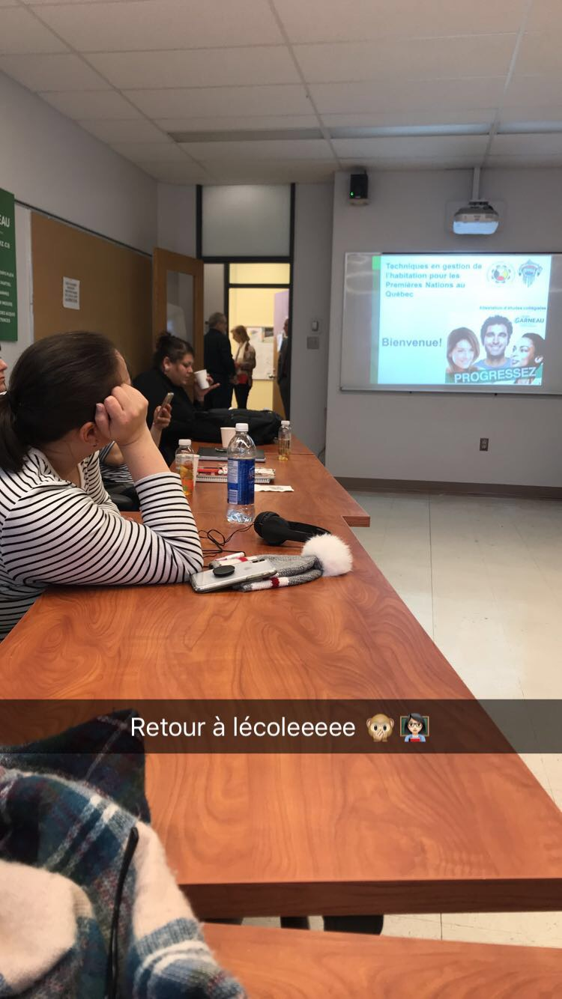 EAU
Techniques en gestion de
l'habitation pour les
Premières Nations au
Québec
Attestation d'études collégiales
GARNEAU
Bienvenue!
PROGRESSEZ
Retour à lécoleeeee 🙊👩🏻‍🏫